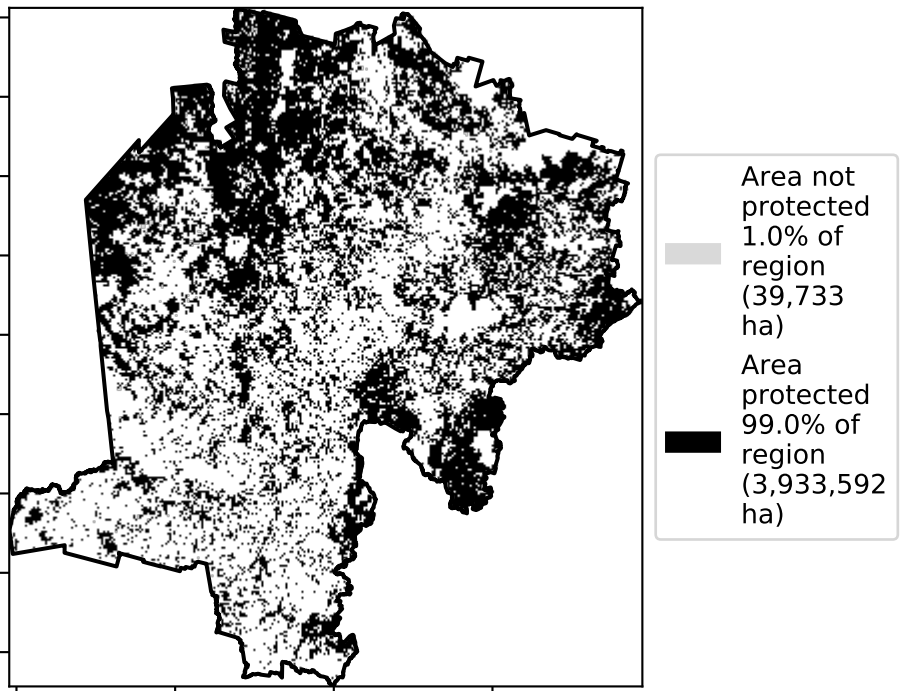 Area not
protected
1.0% of
region
(39,733
ha)
Area
protected
99.0% of
region
(3,933,592
ha)